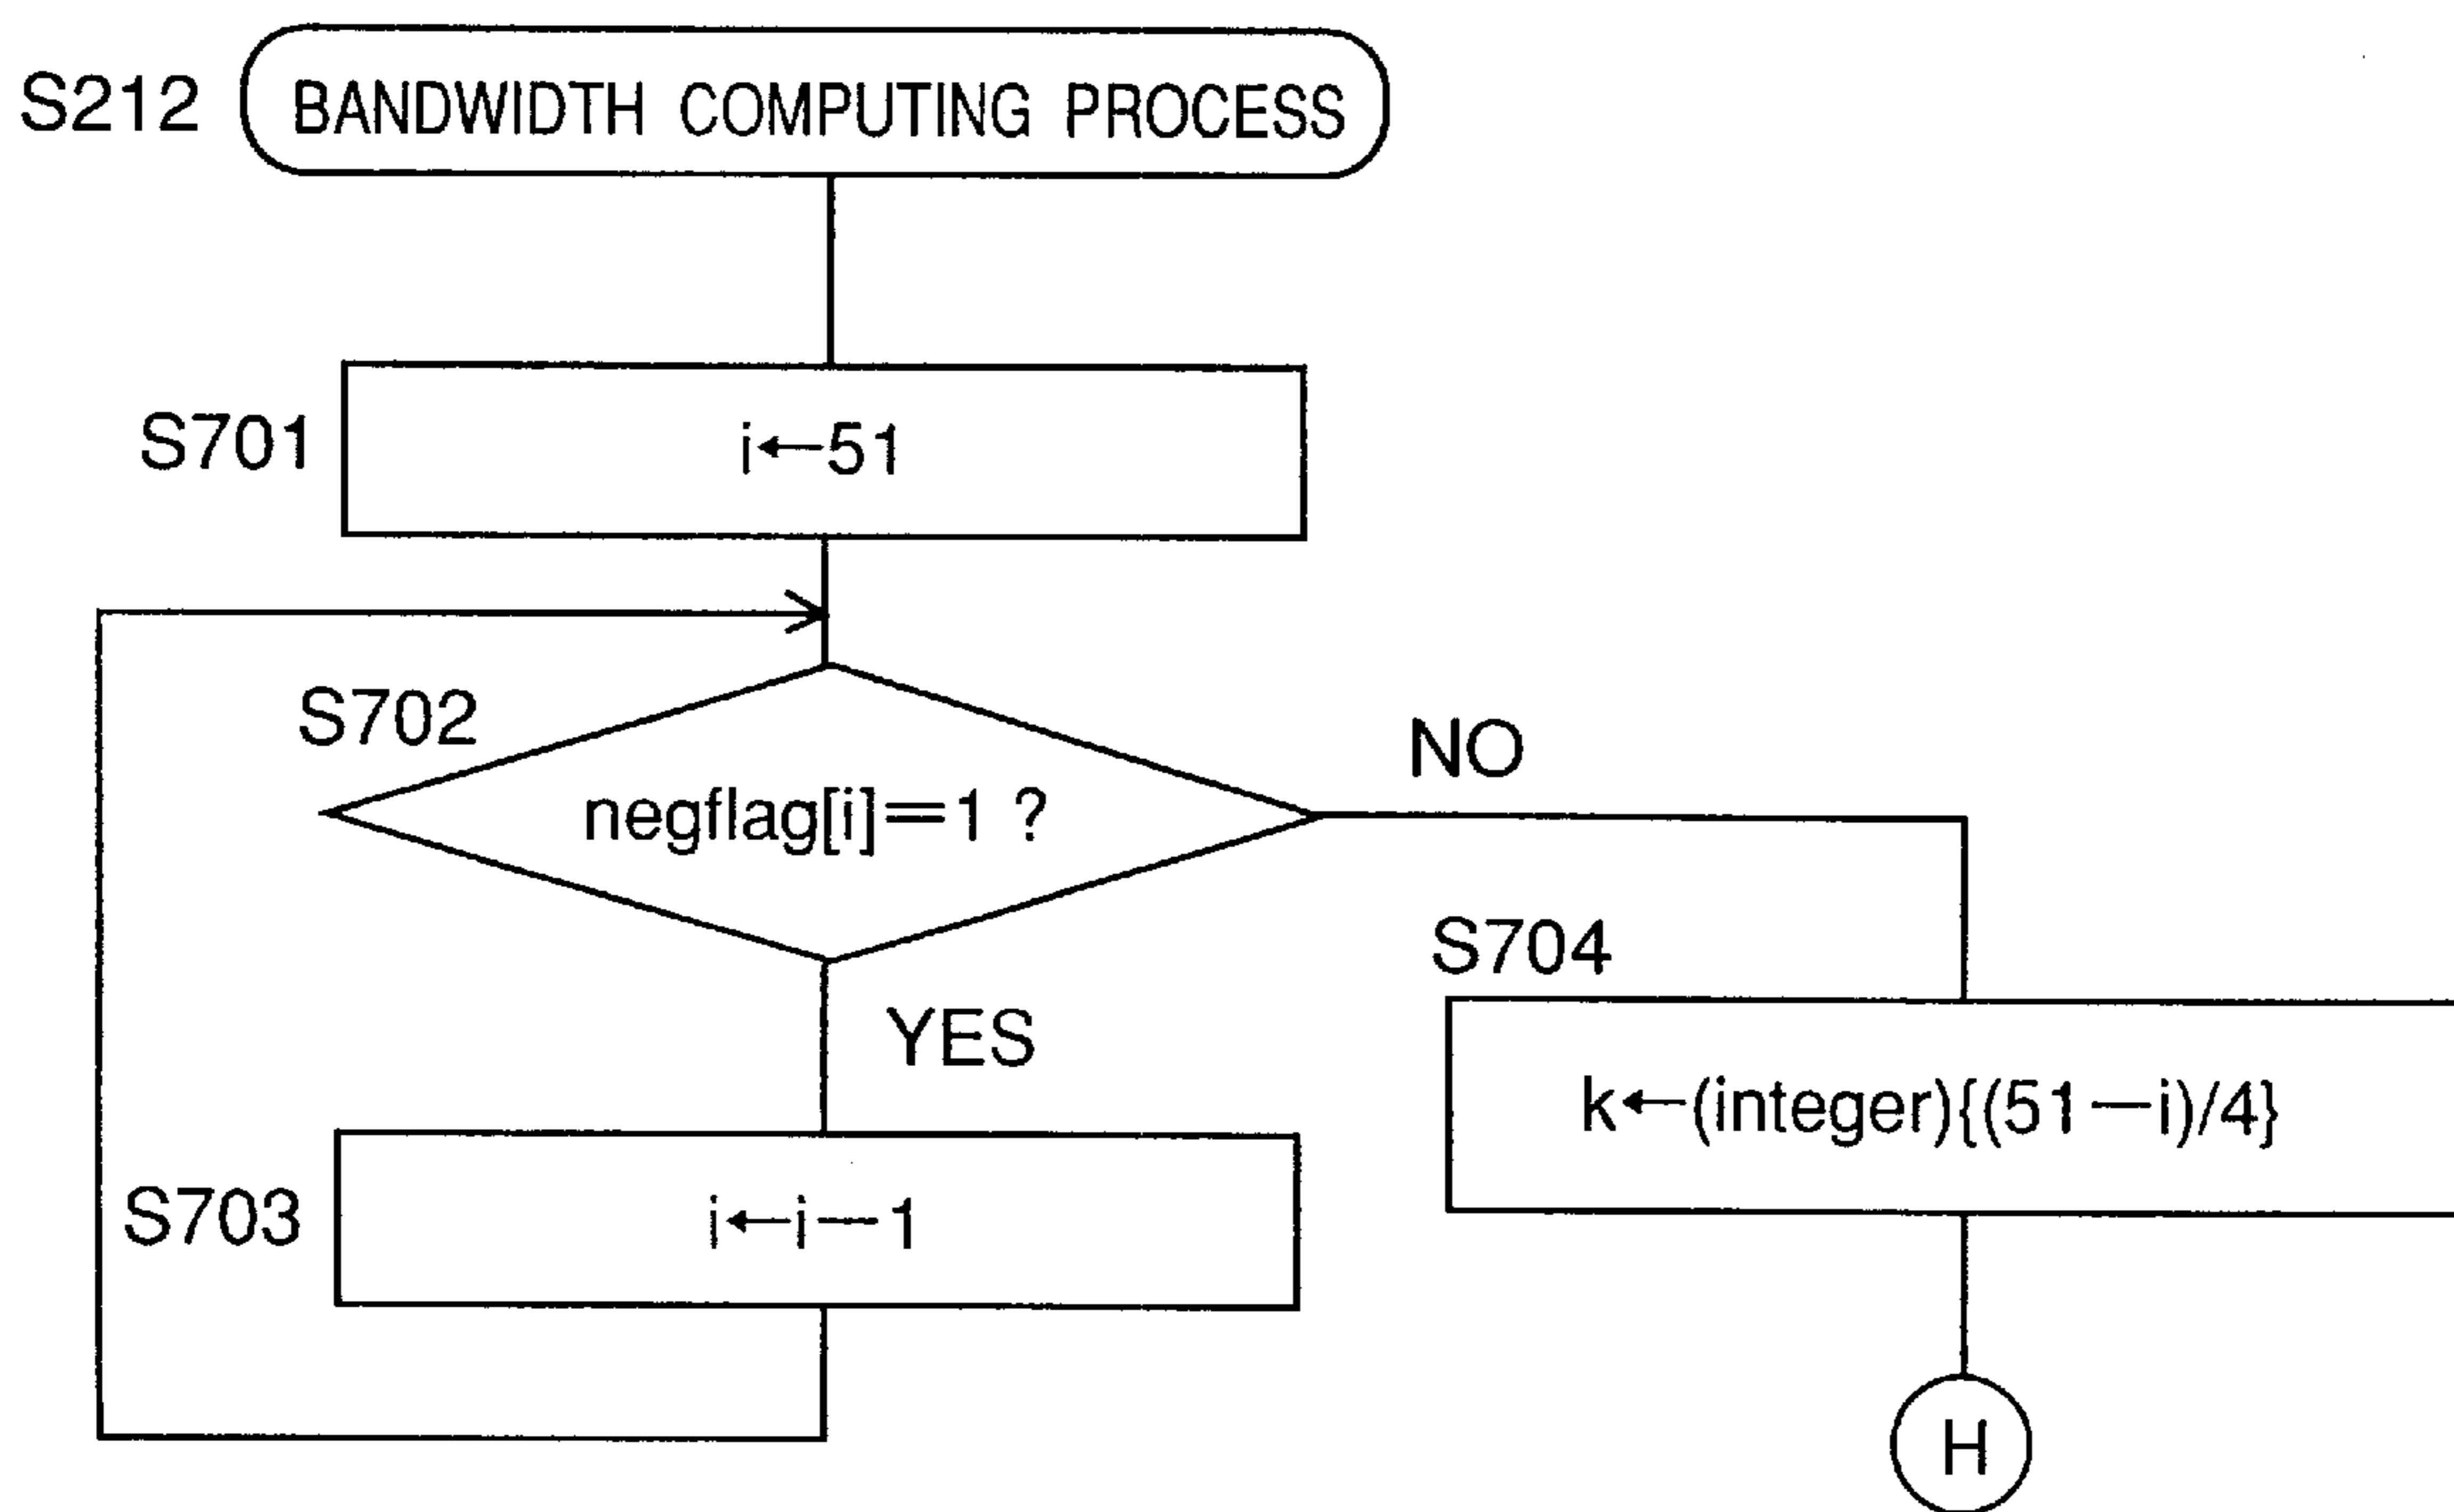 S212 BANDWIDTH COMPUTING PROCESS
S701
i←51
S702
negflag[i]==1 ?
NO
YES
S703
i←i−1
S704
k←(integer){(51−i)/4}
H